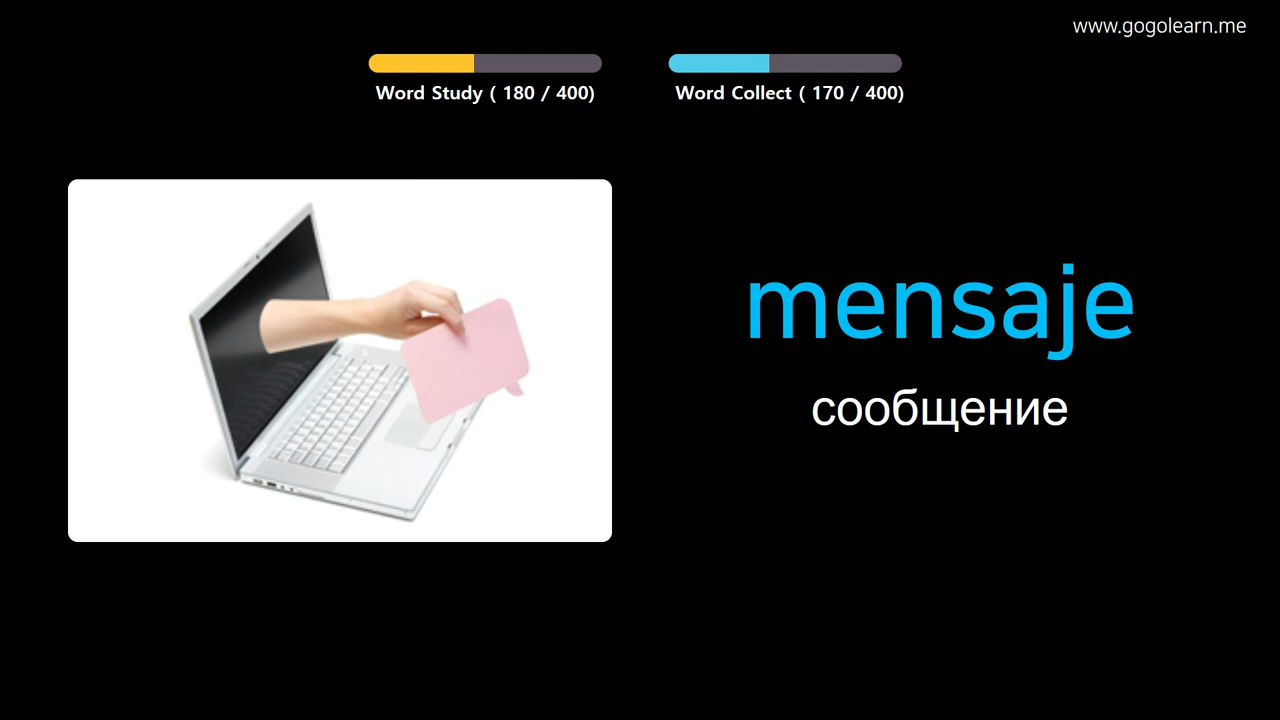 www.gogolearn.me
Word Study ( 180 / 400)
Word Collect ( 170 / 400)
mensaje
сообщение